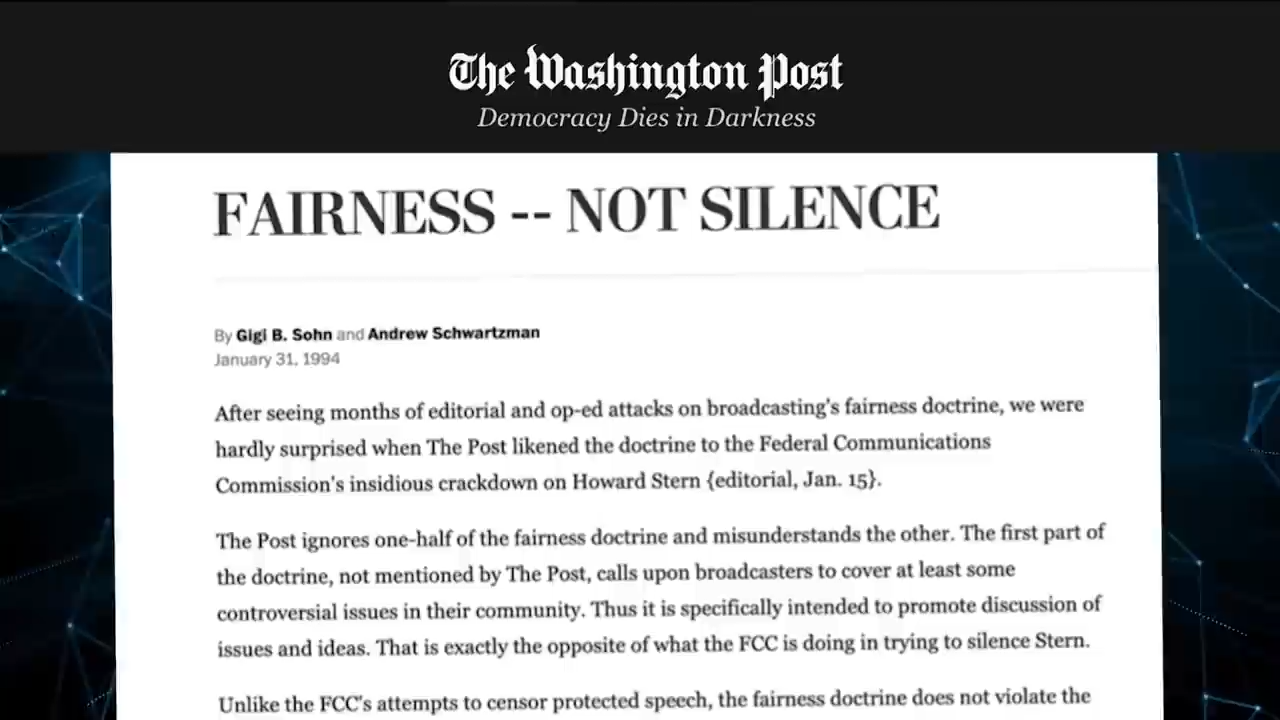 The Washington Post
Democracy Dies in Darkness
FAIRNESS -- NOT SILENCE
By Gigi B. Sohn and Andrew Schwartzman
January 31, 1994
After seeing months of editorial and op-ed attacks on broadcasting's fairness doctrine, we were
hardly surprised when The Post likened the doctrine to the Federal Communications
Commission's insidious crackdown on Howard Stern {editorial, Jan. 15}.
The Post ignores one-half of the fairness doctrine and misunderstands the other. The first part of
the doctrine, not mentioned by The Post, calls upon broadcasters to cover at least some
controversial issues in their community. Thus it is specifically intended to promote discussion of
issues and ideas. That is exactly the opposite of what the FCC is doing in trying to silence Stern.
Unlike the FCC's attempts to censor protected speech, the fairness doctrine does not violate the